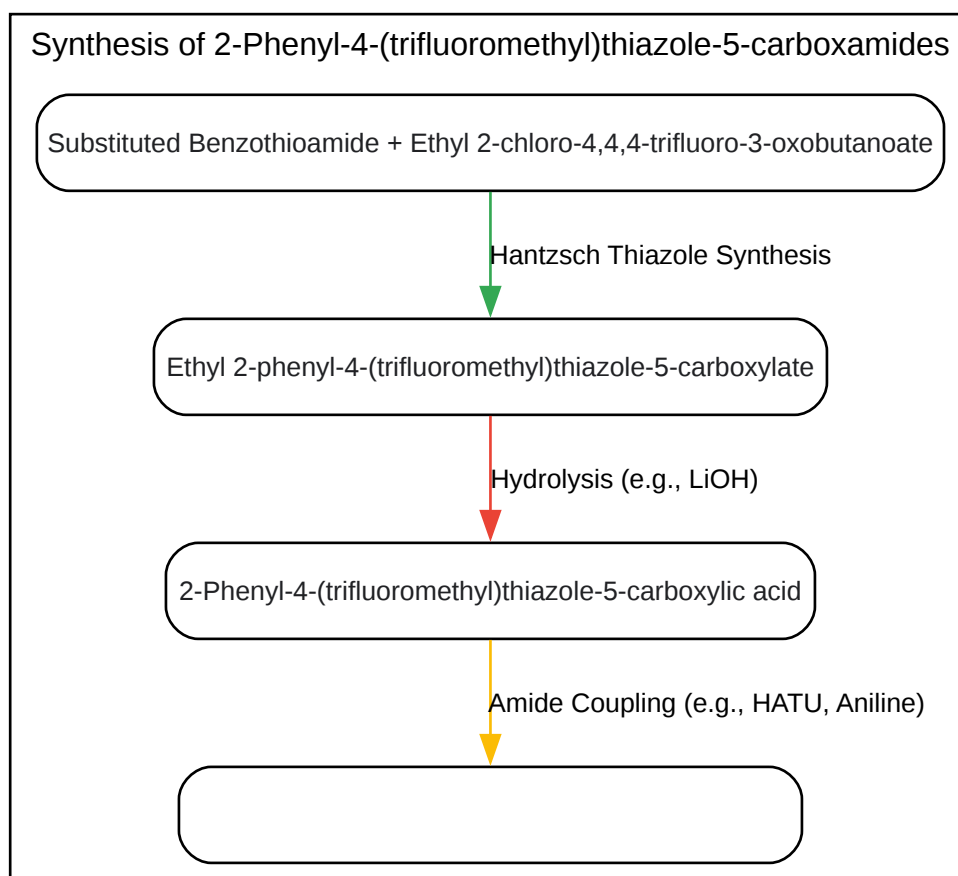 Synthesis of 2-Phenyl-4-(trifluoromethyl)thiazole-5-carboxamides
Substituted Benzothioamide + Ethyl 2-chloro-4,4,4-trifluoro-3-oxobutanoate
Hantzsch Thiazole Synthesis
Ethyl 2-phenyl-4-(trifluoromethyl)thiazole-5-carboxylate
Hydrolysis (e.g., LiOH)
2-Phenyl-4-(trifluoromethyl)thiazole-5-carboxylic acid
Amide Coupling (e.g., HATU, Aniline)